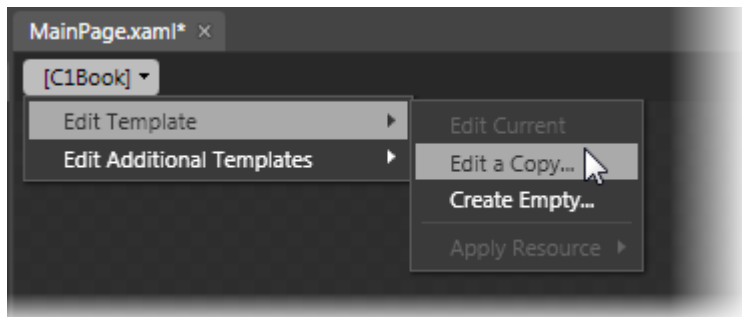 MainPage.xaml* ×
[C1Book]
Edit Template
Edit Additional Templates
Edit Current
Edit a Copy...
Create Empty...
Apply Resource